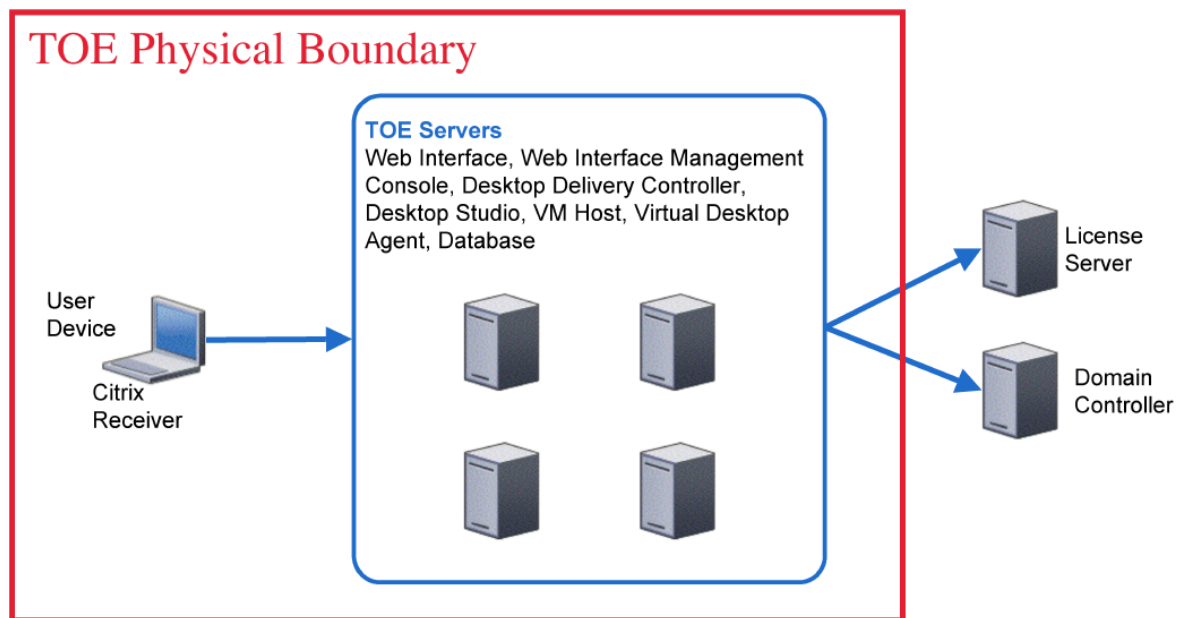 TOE Physical Boundary
TOE Servers
Web Interface, Web Interface Management
Console, Desktop Delivery Controller,
Desktop Studio, VM Host, Virtual Desktop
Agent, Database
User
Device
Citrix
Receiver
License
Server
Domain
Controller